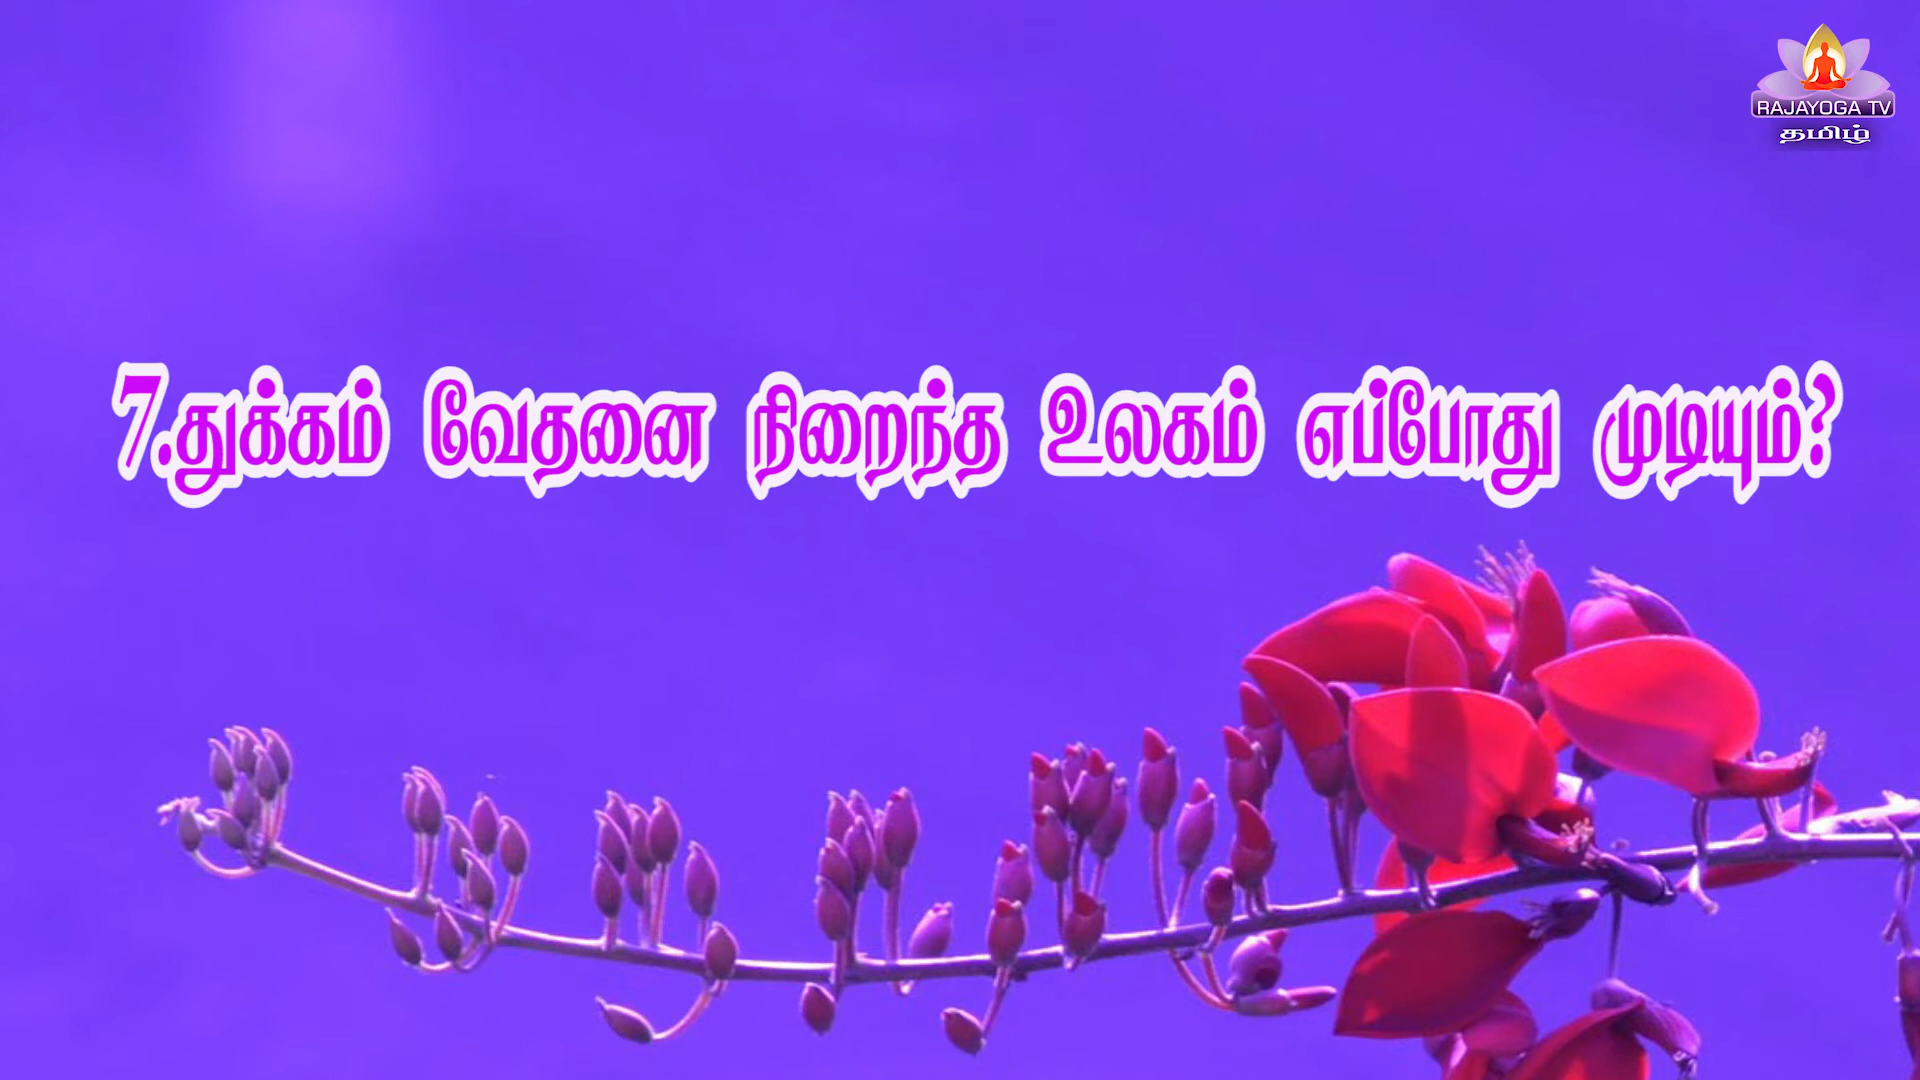 RAJAYOGA TV
தமிழ்
7.துக்கம் வேதனை நிறைந்த உலகம் எப்போது முடியும்?